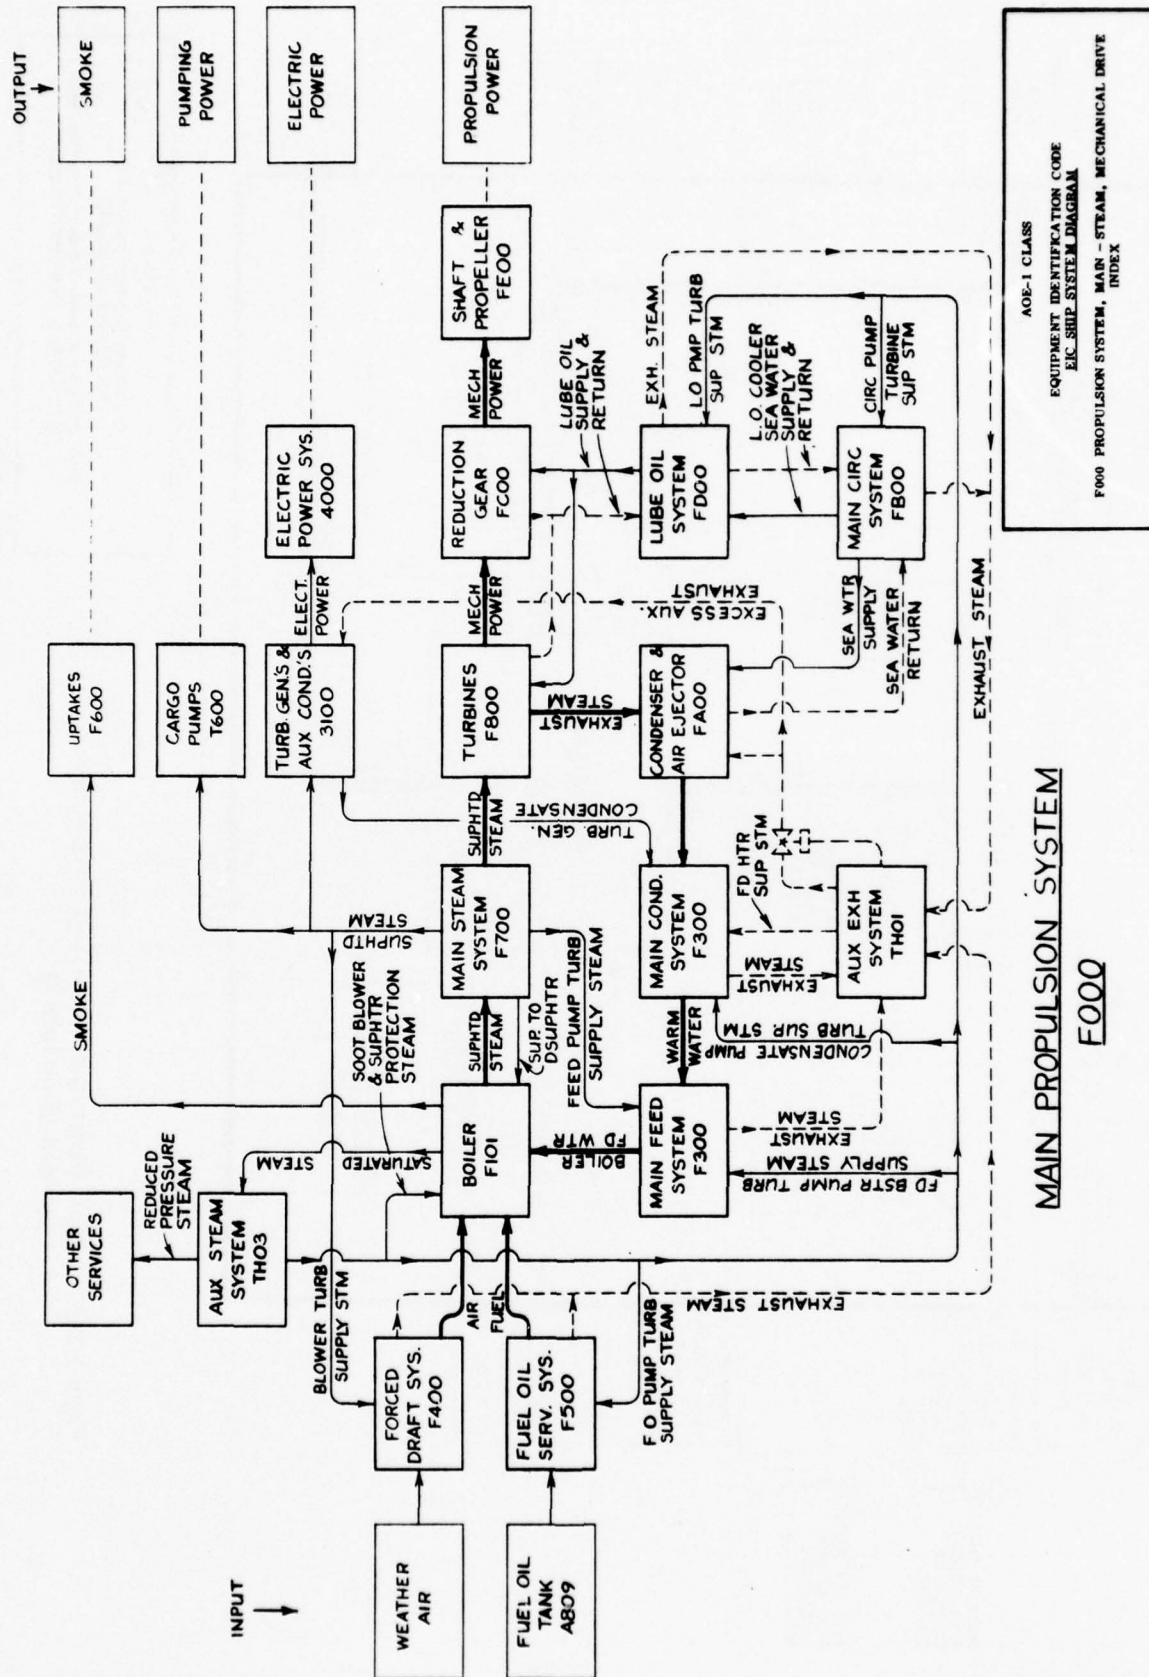 INPUT
OUTPUT
WEATHER
AIR
FUEL OIL
TANK
A809
FORCED
DRAFT SYS.
F400
FUEL OIL
SERV. SYS.
F500
OTHER
SERVICES
REDUCED
PRESSURE
STEAM
AUX STEAM
SYSTEM
TH03
BLOWER TURB
SUPPLY STM
AIR
FUEL
F O PUMP TURB
SUPPLY STEAM
EXHAUST STEAM
SMOKE
SATURATED
STEAM
SOOT BLOWER
& SUPHTR
PROTECTION
STEAM
BOILER
F101
BOILER
FD WTR
MAIN FEED
SYSTEM
F300
FD BSTR PUMP TURB
SUPPLY STEAM
EXHAUST
STEAM
SUPHTD
STEAM
SUP. TO
DSUPHTR
FEED PUMP TURB
SUPPLY STEAM
WARM
WATER
CONDENSATE PUMP
TURB SUP STM
SUPHTD
STEAM
MAIN STEAM
SYSTEM
F700
MAIN COND.
SYSTEM
F300
EXHAUST
STEAM
FD HTR
SUP STM
AUX EXH
SYSTEM
TH01
SUPHTD
STEAM
TURB. GEN.
CONDENSATE
UPTAKES
F600
CARGO
PUMPS
T600
TURB. GEN.'S &
AUX COND.'S
3100
TURBINES
F800
EXHAUST
STEAM
CONDENSER &
AIR EJECTOR
FA00
EXCESS AUX.
EXHAUST
SEA WTR
SUPPLY
SEA WATER
RETURN
ELECT.
POWER
MECH
POWER
ELECTRIC
POWER SYS.
4000
REDUCTION
GEAR
FC00
LUBE OIL
SUPPLY &
RETURN
LUBE OIL
SYSTEM
FD00
L.O. COOLER
SEA WATER
SUPPLY &
RETURN
MAIN CIRC
SYSTEM
FB00
MECH
POWER
SHAFT &
PROPELLER
FE00
EXH. STEAM
L O PMP TURB
SUP STM
CIRC PUMP
TURBINE
SUP STM
EXHAUST STEAM
SMOKE
PUMPING
POWER
ELECTRIC
POWER
PROPULSION
POWER
MAIN PROPULSION SYSTEM
F000
AOE-1 CLASS
EQUIPMENT IDENTIFICATION CODE
EIC SHIP SYSTEM DIAGRAM
F000 PROPULSION SYSTEM, MAIN - STEAM, MECHANICAL DRIVE
INDEX